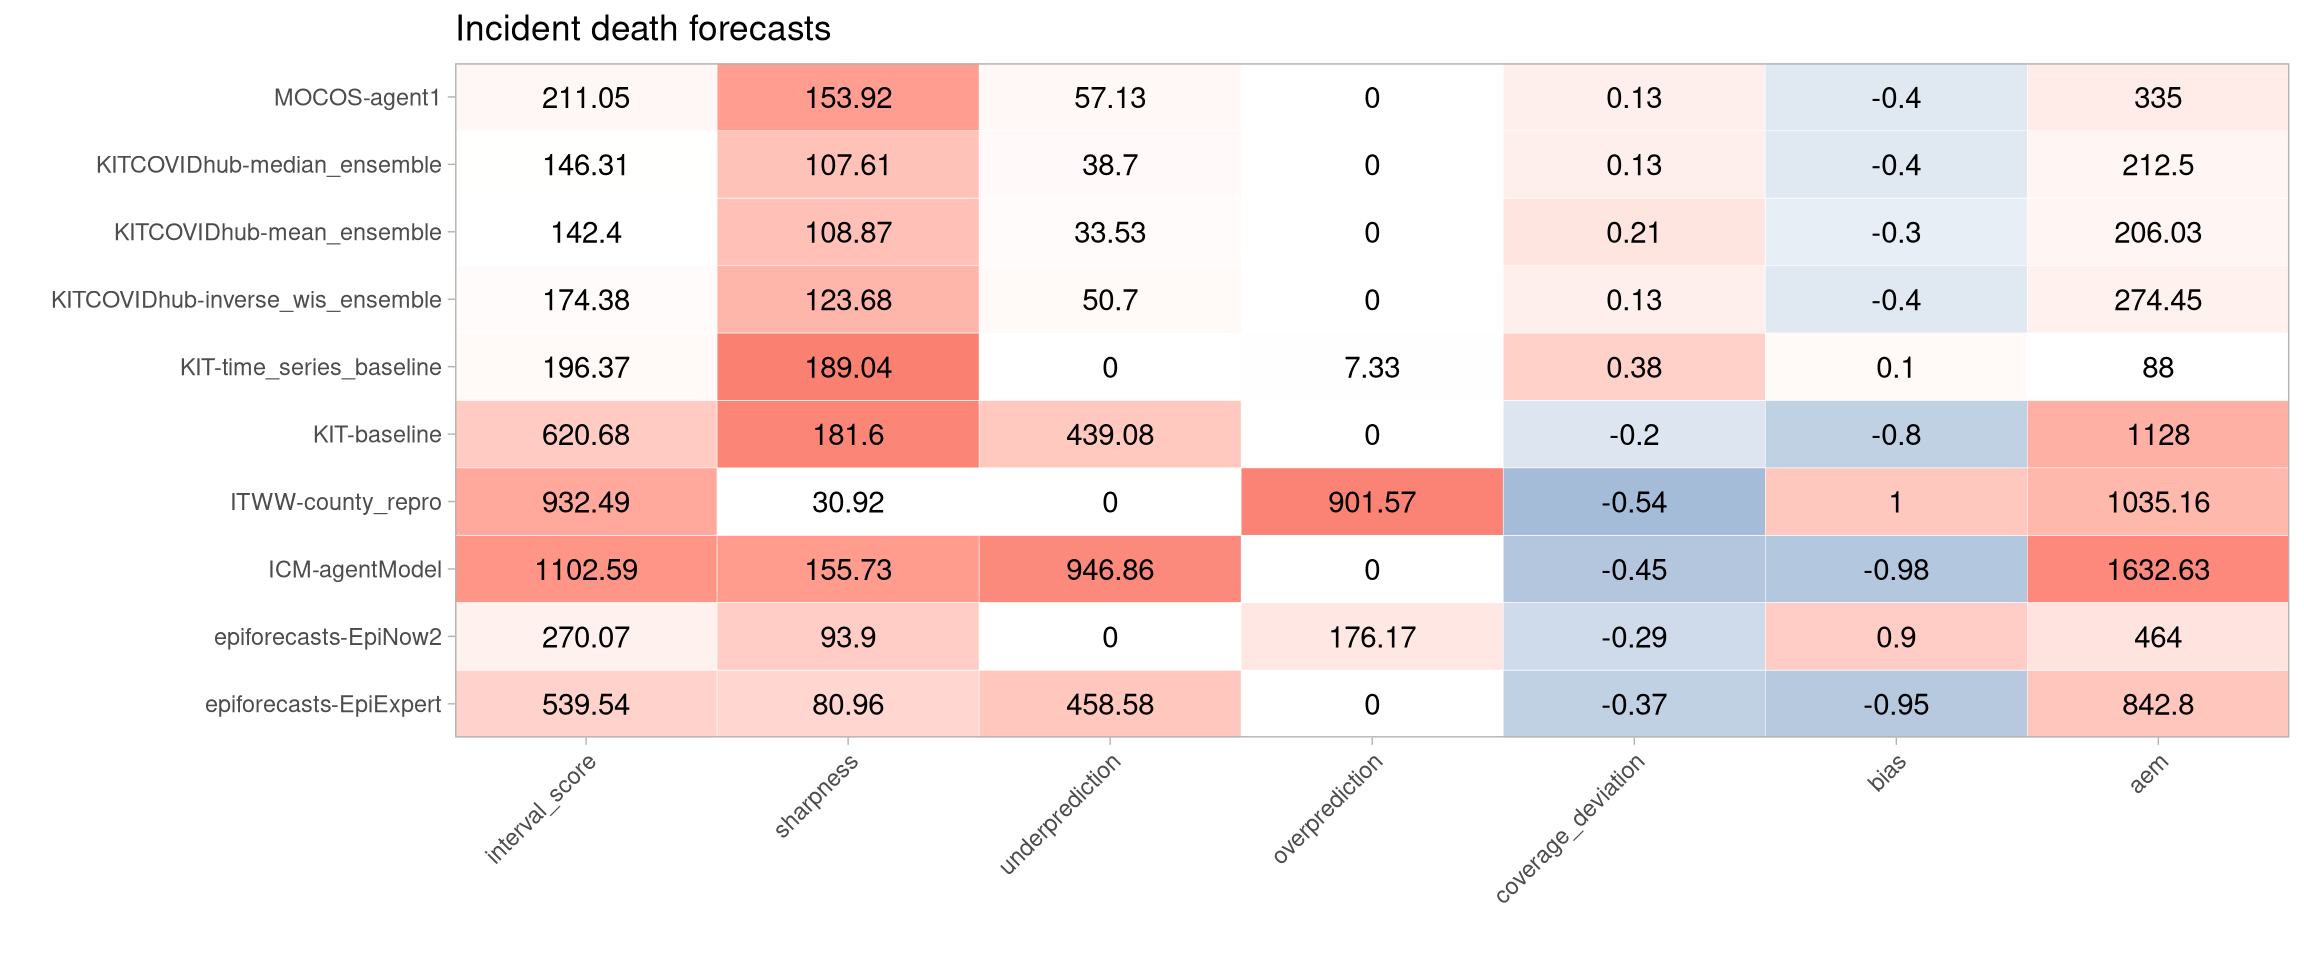 Incident death forecasts
MOCOS-agent1 211.05 153.92 57.13 0 0.13 -0.4 335
KITCOVIDhub-median_ensemble 146.31 107.61 38.7 0 0.13 -0.4 212.5
KITCOVIDhub-mean_ensemble 142.4 108.87 33.53 0 0.21 -0.3 206.03
KITCOVIDhub-inverse_wis_ensemble 174.38 123.68 50.7 0 0.13 -0.4 274.45
KIT-time_series_baseline 196.37 189.04 0 7.33 0.38 0.1 88
KIT-baseline 620.68 181.6 439.08 0 -0.2 -0.8 1128
ITWW-county_repro 932.49 30.92 0 901.57 -0.54 1 1035.16
ICM-agentModel 1102.59 155.73 946.86 0 -0.45 -0.98 1632.63
epiforecasts-EpiNow2 270.07 93.9 0 176.17 -0.29 0.9 464
epiforecasts-EpiExpert 539.54 80.96 458.58 0 -0.37 -0.95 842.8
interval_score sharpness underprediction overprediction coverage_deviation bias aem